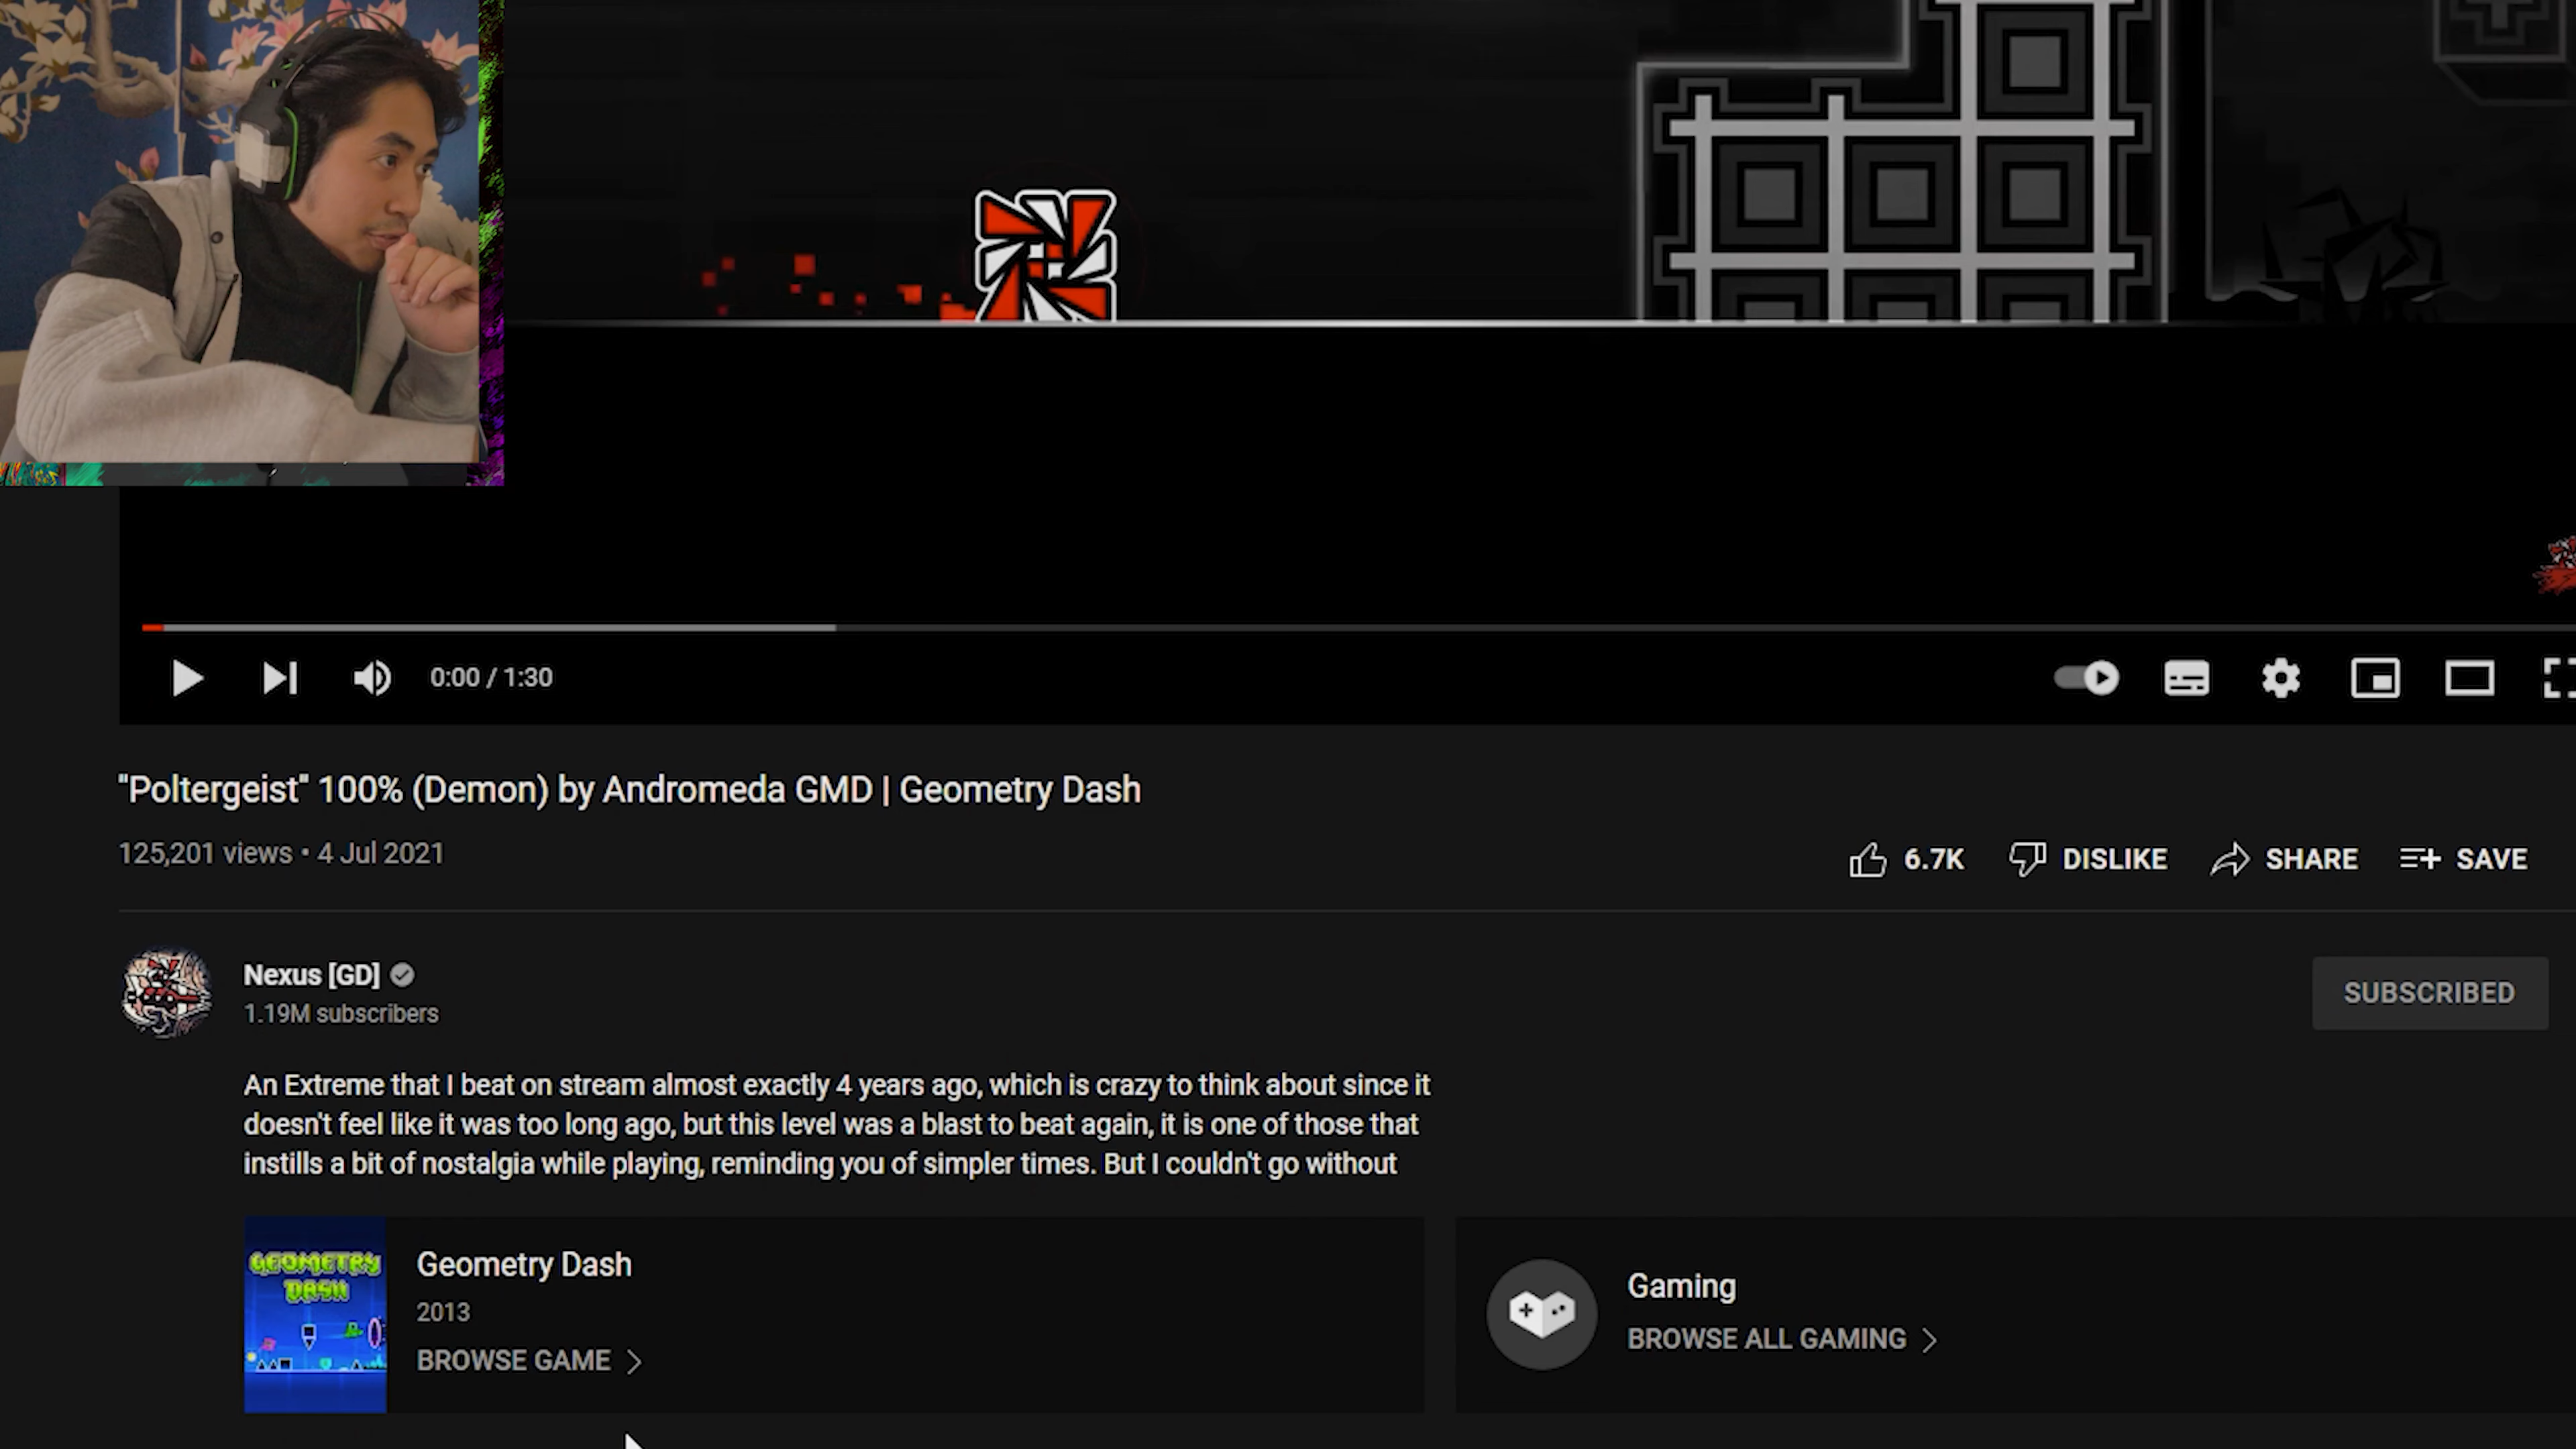 0:00 / 1:30
"Poltergeist" 100% (Demon) by Andromeda GMD | Geometry Dash
125,201 views • 4 Jul 2021
6.7K DISLIKE SHARE SAVE
Nexus [GD]
1.19M subscribers
SUBSCRIBED
An Extreme that I beat on stream almost exactly 4 years ago, which is crazy to think about since it
doesn't feel like it was too long ago, but this level was a blast to beat again, it is one of those that
instills a bit of nostalgia while playing, reminding you of simpler times. But I couldn't go without
GEOMETRY
DASH
Geometry Dash
2013
BROWSE GAME
Gaming
BROWSE ALL GAMING